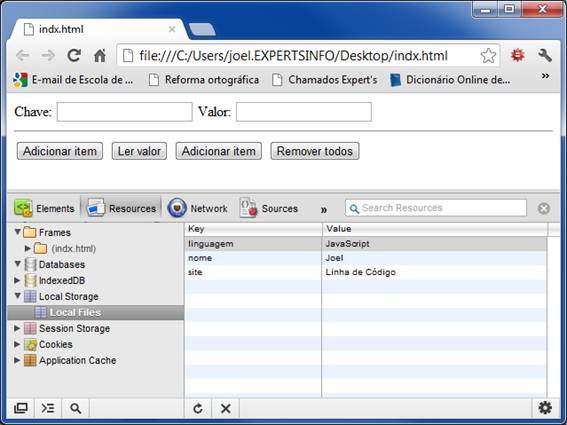 indx.html
file:///C:/Users/joel.EXPERTSINFO/Desktop/indx.html
E-mail de Escola de ... Reforma ortográfica Chamados Expert's Dicionário Online de... »
Chave: Valor:
Adicionar item Ler valor Adicionar item Remover todos
Elements Resources Network Sources » Search Resources
Frames
(indx.html)
Databases
IndexedDB
Local Storage
Local Files
Session Storage
Cookies
Application Cache
Key Value
linguagem JavaScript
nome Joel
site Linha de Código